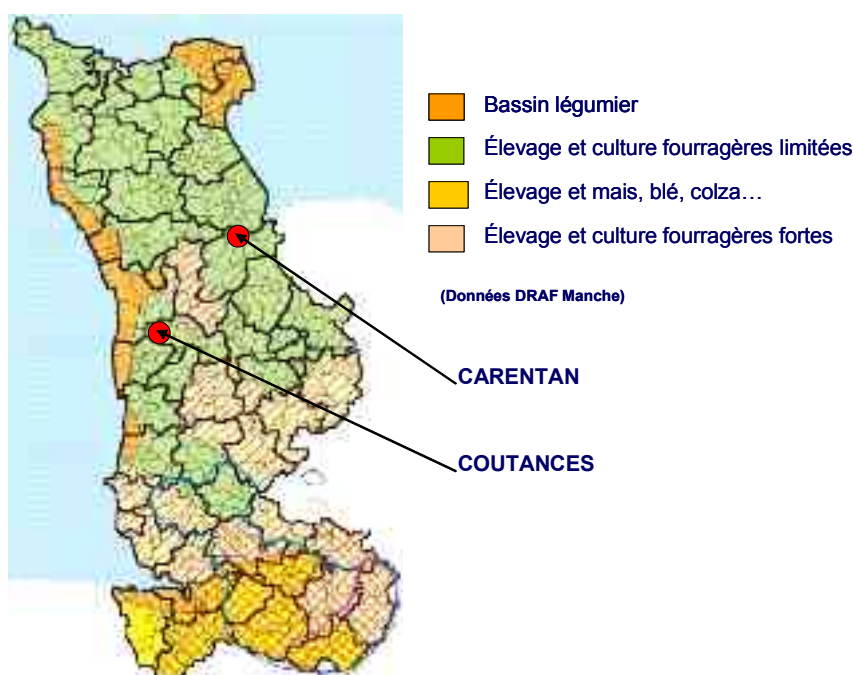 Bassin légumier
Élevage et culture fourragères limitées
Élevage et mais, blé, colza…
Élevage et culture fourragères fortes
(Données DRAF Manche)
CARENTAN
COUTANCES